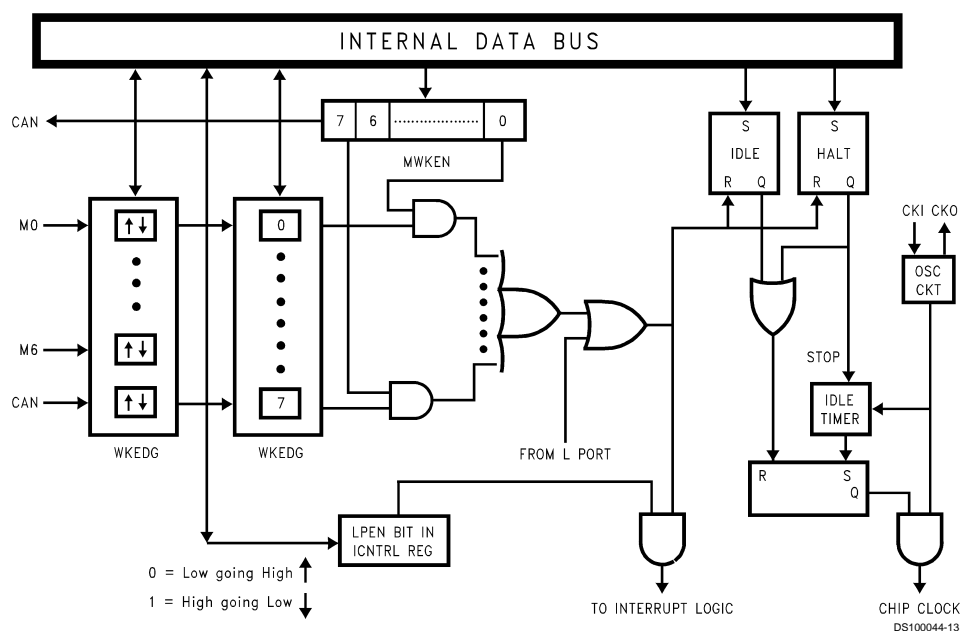 INTERNAL DATA BUS
CAN
7 6 0
MWKEN
S
IDLE
R Q
S
HALT
R Q
CKI CKO
OSC
CKT
M0
0
M6
CAN
7
WKEDG
WKEDG
FROM L PORT
STOP
IDLE
TIMER
R S
Q
LPEN BIT IN
ICNTRL REG
0 = Low going High
1 = High going Low
TO INTERRUPT LOGIC
CHIP CLOCK
DS100044-13